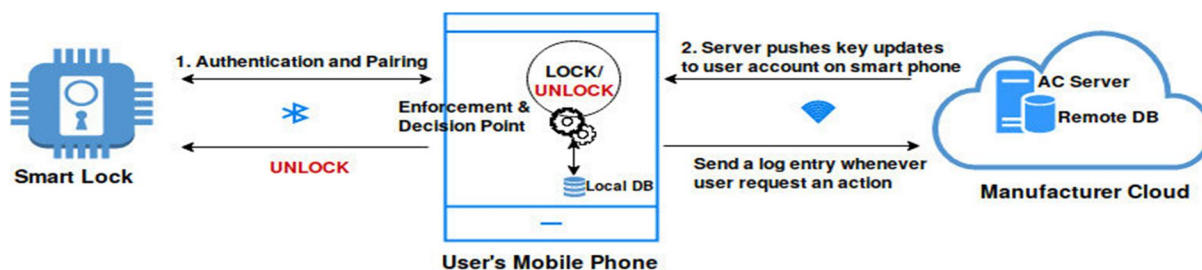 1. Authentication and Pairing
UNLOCK
Smart Lock
LOCK/
UNLOCK
Enforcement &
Decision Point
Local DB
User's Mobile Phone
2. Server pushes key updates
to user account on smart phone
Send a log entry whenever
user request an action
AC Server
Remote DB
Manufacturer Cloud